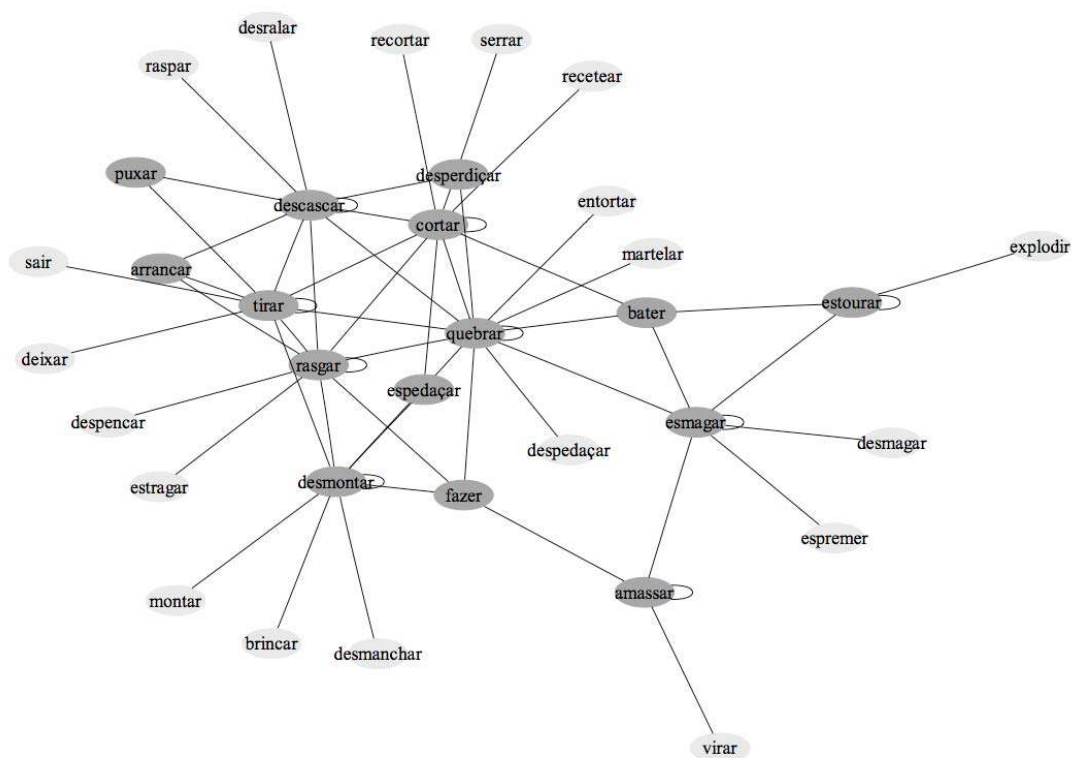 desralar
recortar
serrar
raspar
recetear
puxar
desperdiçar
descascar
entortar
cortar
martelar
explodir
sair
arrancar
tirar
bater
estourar
quebrar
deixar
rasgar
espedaçar
despencar
esmagar
desmagar
despedaçar
estragar
desmontar
fazer
espremer
montar
amassar
brincar
desmanchar
virar